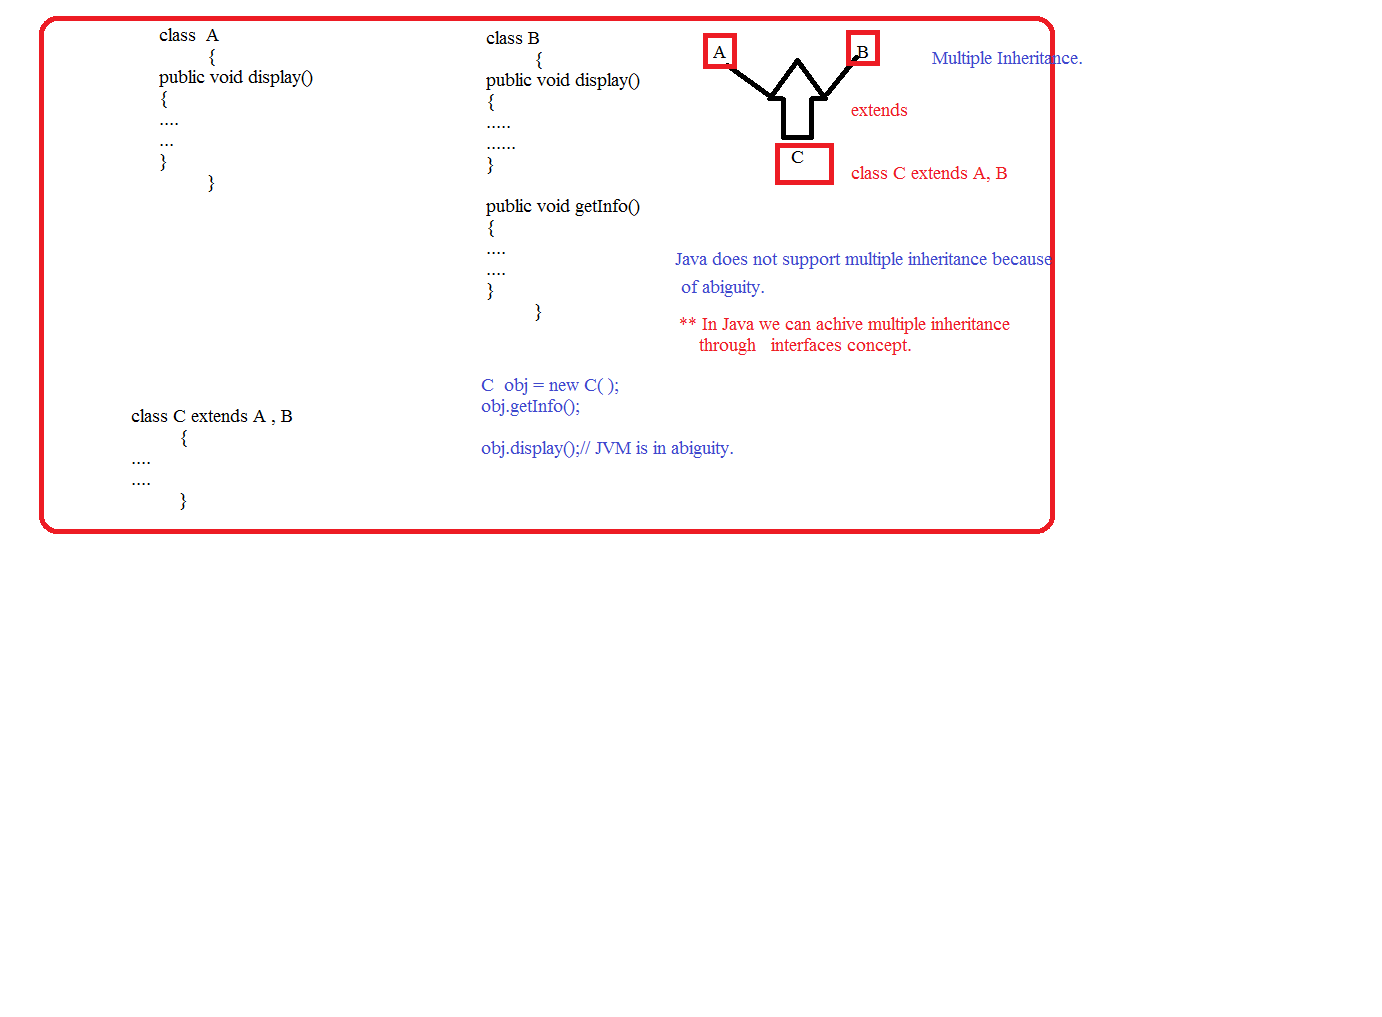 class  A
{
public void display()
{
....
...
}
}
class B
{
public void display()
{
.....
......
}
public void getInfo()
{
....
....
}
}
A
B
Multiple Inheritance.
extends
C
class C extends A, B
Java does not support multiple inheritance because
of abiguity.
** In Java we can achive multiple inheritance
through   interfaces concept.
C  obj = new C( );
obj.getInfo();
obj.display();// JVM is in abiguity.
class C extends A , B
{
....
....
}